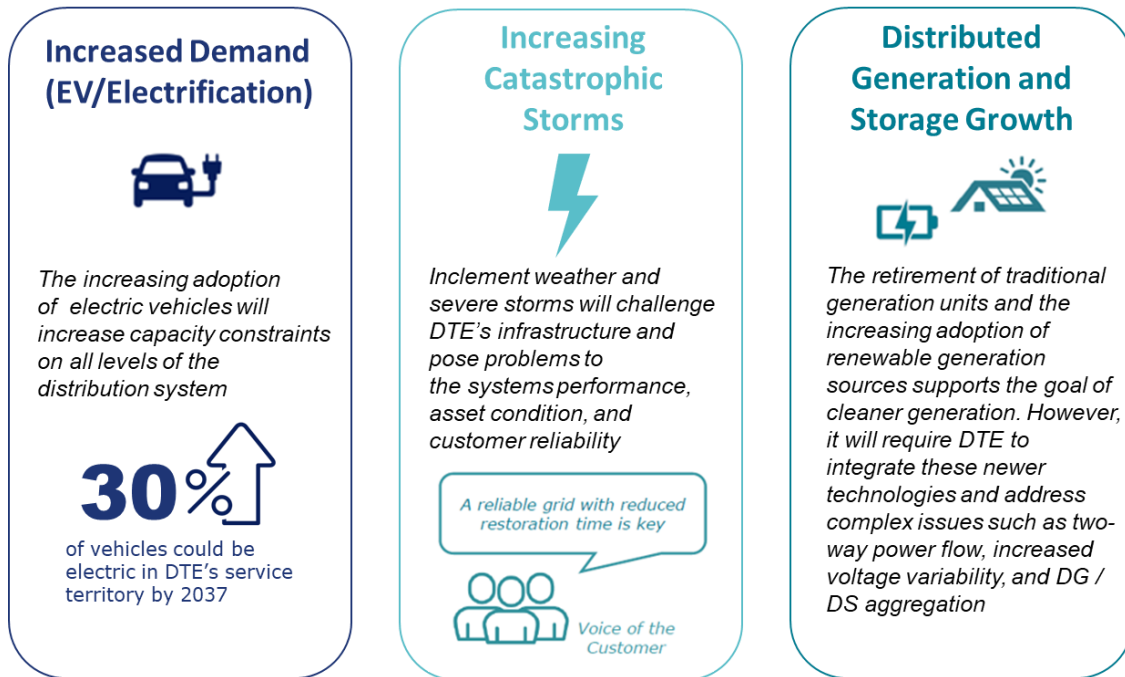 Increased Demand
(EV/Electrification)
The increasing adoption
of electric vehicles will
increase capacity constraints
on all levels of the
distribution system
30%
of vehicles could be
electric in DTE's service
territory by 2037
Increasing
Catastrophic
Storms
Inclement weather and
severe storms will challenge
DTE's infrastructure and
pose problems to
the systems performance,
asset condition, and
customer reliability
A reliable grid with reduced
restoration time is key
Voice of the
Customer
Distributed
Generation and
Storage Growth
The retirement of traditional
generation units and the
increasing adoption of
renewable generation
sources supports the goal of
cleaner generation. However,
it will require DTE to
integrate these newer
technologies and address
complex issues such as two-
way power flow, increased
voltage variability, and DG /
DS aggregation